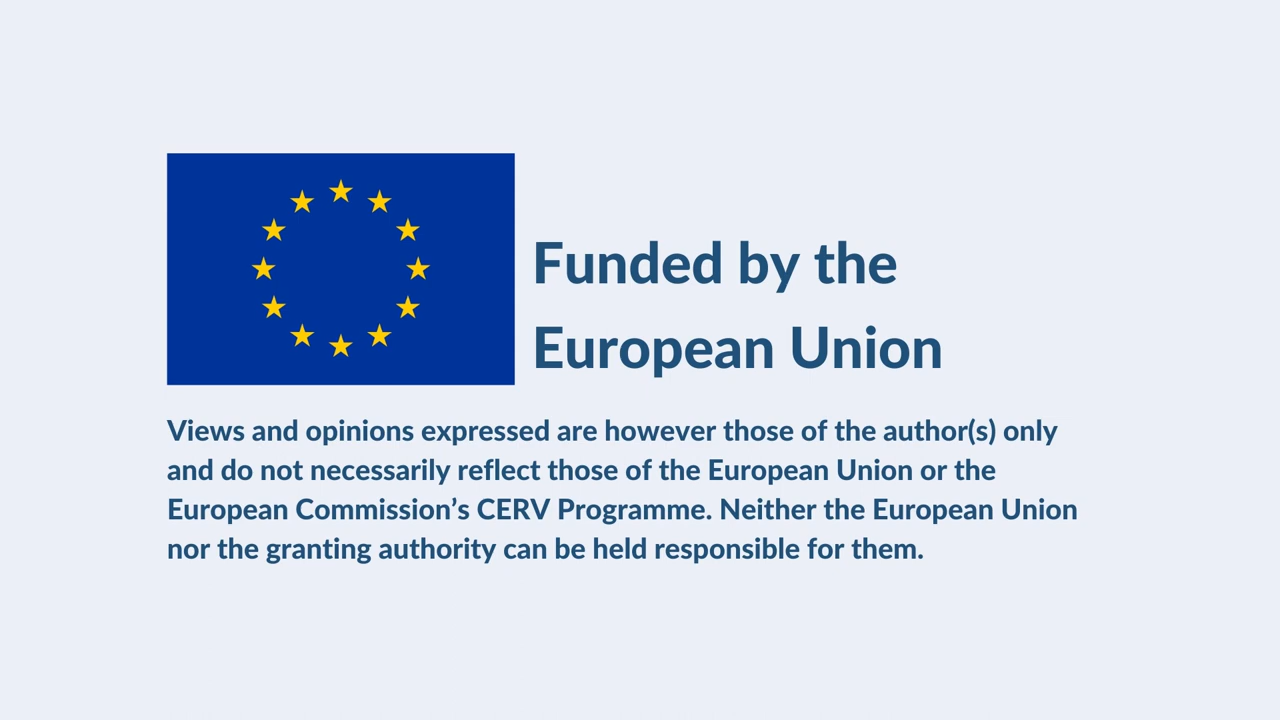 Funded by the
European Union
Views and opinions expressed are however those of the author(s) only
and do not necessarily reflect those of the European Union or the
European Commission’s CERV Programme. Neither the European Union
nor the granting authority can be held responsible for them.